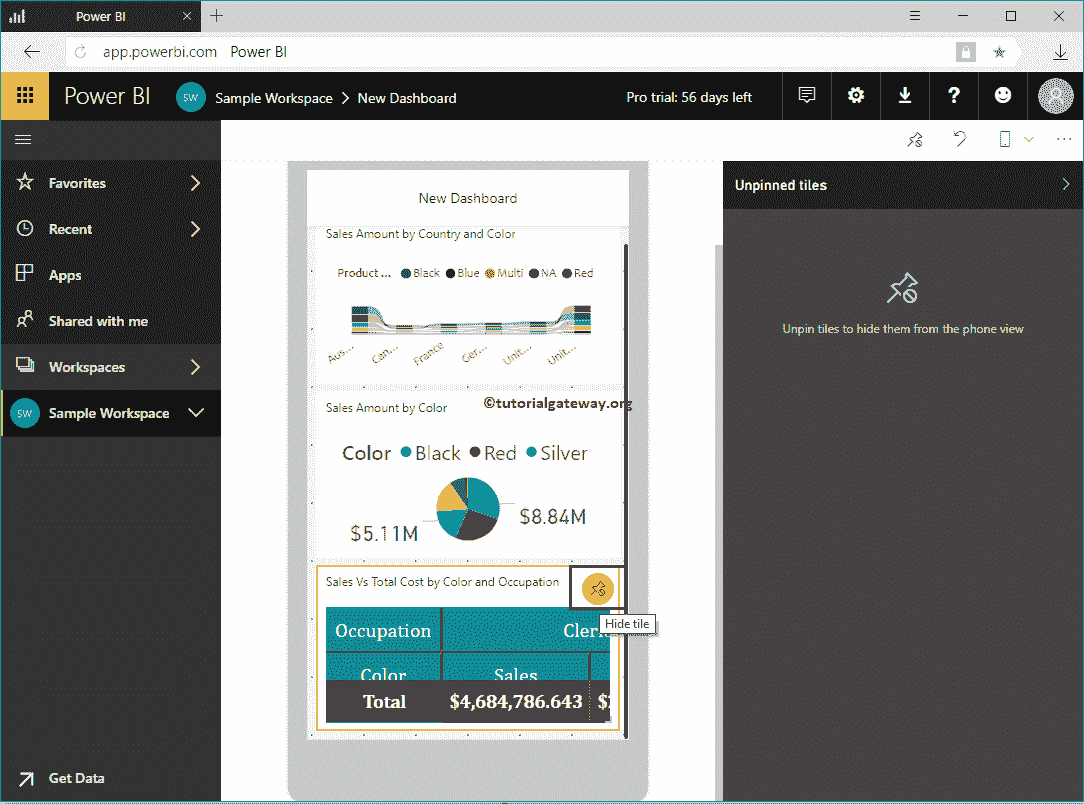 Power BI
app.powerbi.com Power BI
Power BI SW Sample Workspace New Dashboard Pro trial: 56 days left
Favorites
Recent
Apps
Shared with me
Workspaces
SW Sample Workspace
Get Data
New Dashboard
Sales Amount by Country and Color
Product ... Black Blue Multi NA Red
Aus... Can... France Ger... Unit... Unit...
Sales Amount by Color
©tutorialgateway.org
Color Black Red Silver
$5.11M $8.84M
Sales Vs Total Cost by Color and Occupation
Hide tile
Occupation
Color Sales
Total $4,684,786.643
Unpinned tiles
Unpin tiles to hide them from the phone view